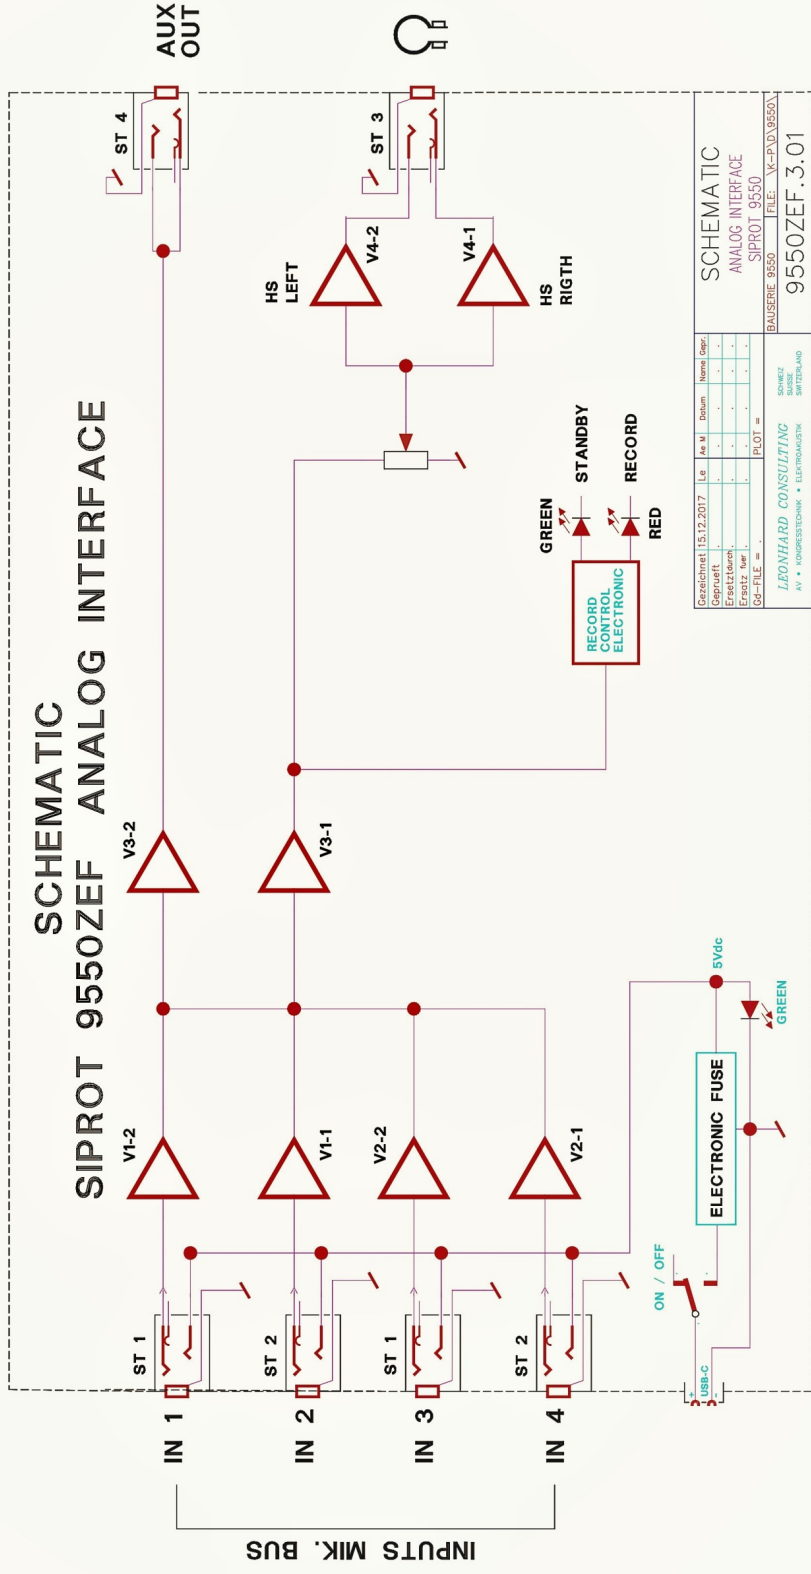 SCHEMATIC
SIPROT 9550ZEF ANALOG INTERFACE
INPUTS MIK. BUS
IN 1
IN 2
IN 3
IN 4
ST 1
ST 2
ST 1
ST 2
V1-2
V1-1
V2-2
V2-1
V3-2
V3-1
ST 4
AUX
OUT
HS
LEFT
V4-2
V4-1
HS
RIGTH
ST 3
GREEN
STANDBY
RECORD
RED
RECORD
CONTROL
ELECTRONIC
ON / OFF
+
USB-C
-
ELECTRONIC FUSE
5Vdc
GREEN
Gezeichnet 15.12.2017 Le Ae M Datum Name Gepr.
Geprueft
Ersetztdurch
Ersatz fuer
Gd-FILE = . PLOT =
LEONHARD CONSULTING
AV • KONGRESSTECHNIK • ELEKTROAKUSTIK
SCHWEIZ
SUISSE
SWITZERLAND
SCHEMATIC
ANALOG INTERFACE
SIPROT 9550
BAUSERIE 9550 FILE: \K-P\D\9550\
9550ZEF.3.01